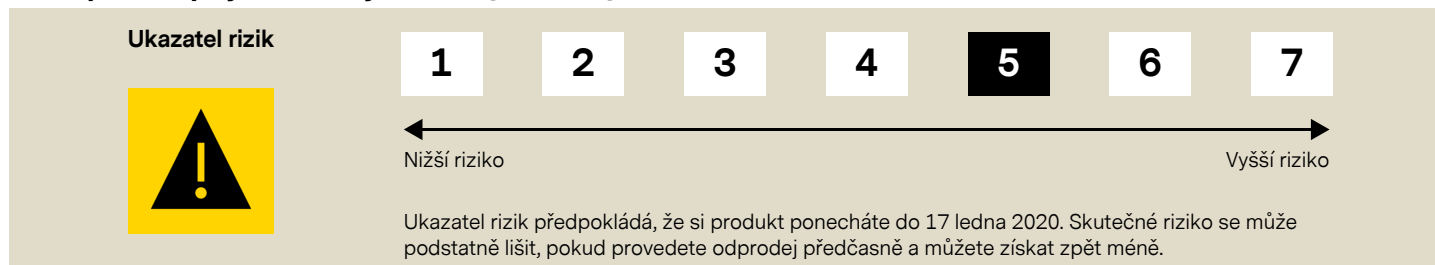 Ukazatel rizik
1 2 3 4 5 6 7
Nižší riziko Vyšší riziko
Ukazatel rizik předpokládá, že si produkt ponecháte do 17 ledna 2020. Skutečné riziko se může
podstatně lišit, pokud provedete odprodej předčasně a můžete získat zpět méně.